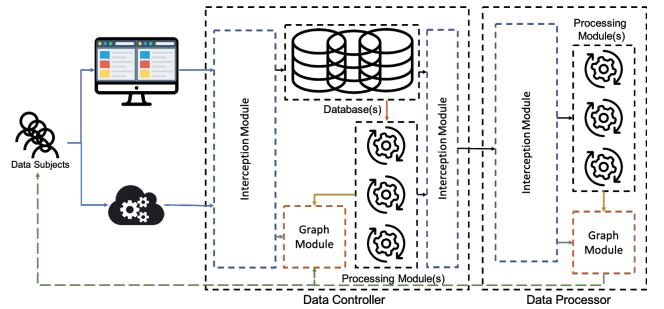 Processing
Module(s)
Data Subjects
Interception Module
Database(s)
Interception Module
Interception Module
Graph
Module
Graph
Module
Processing Module(s)
Data Controller
Data Processor